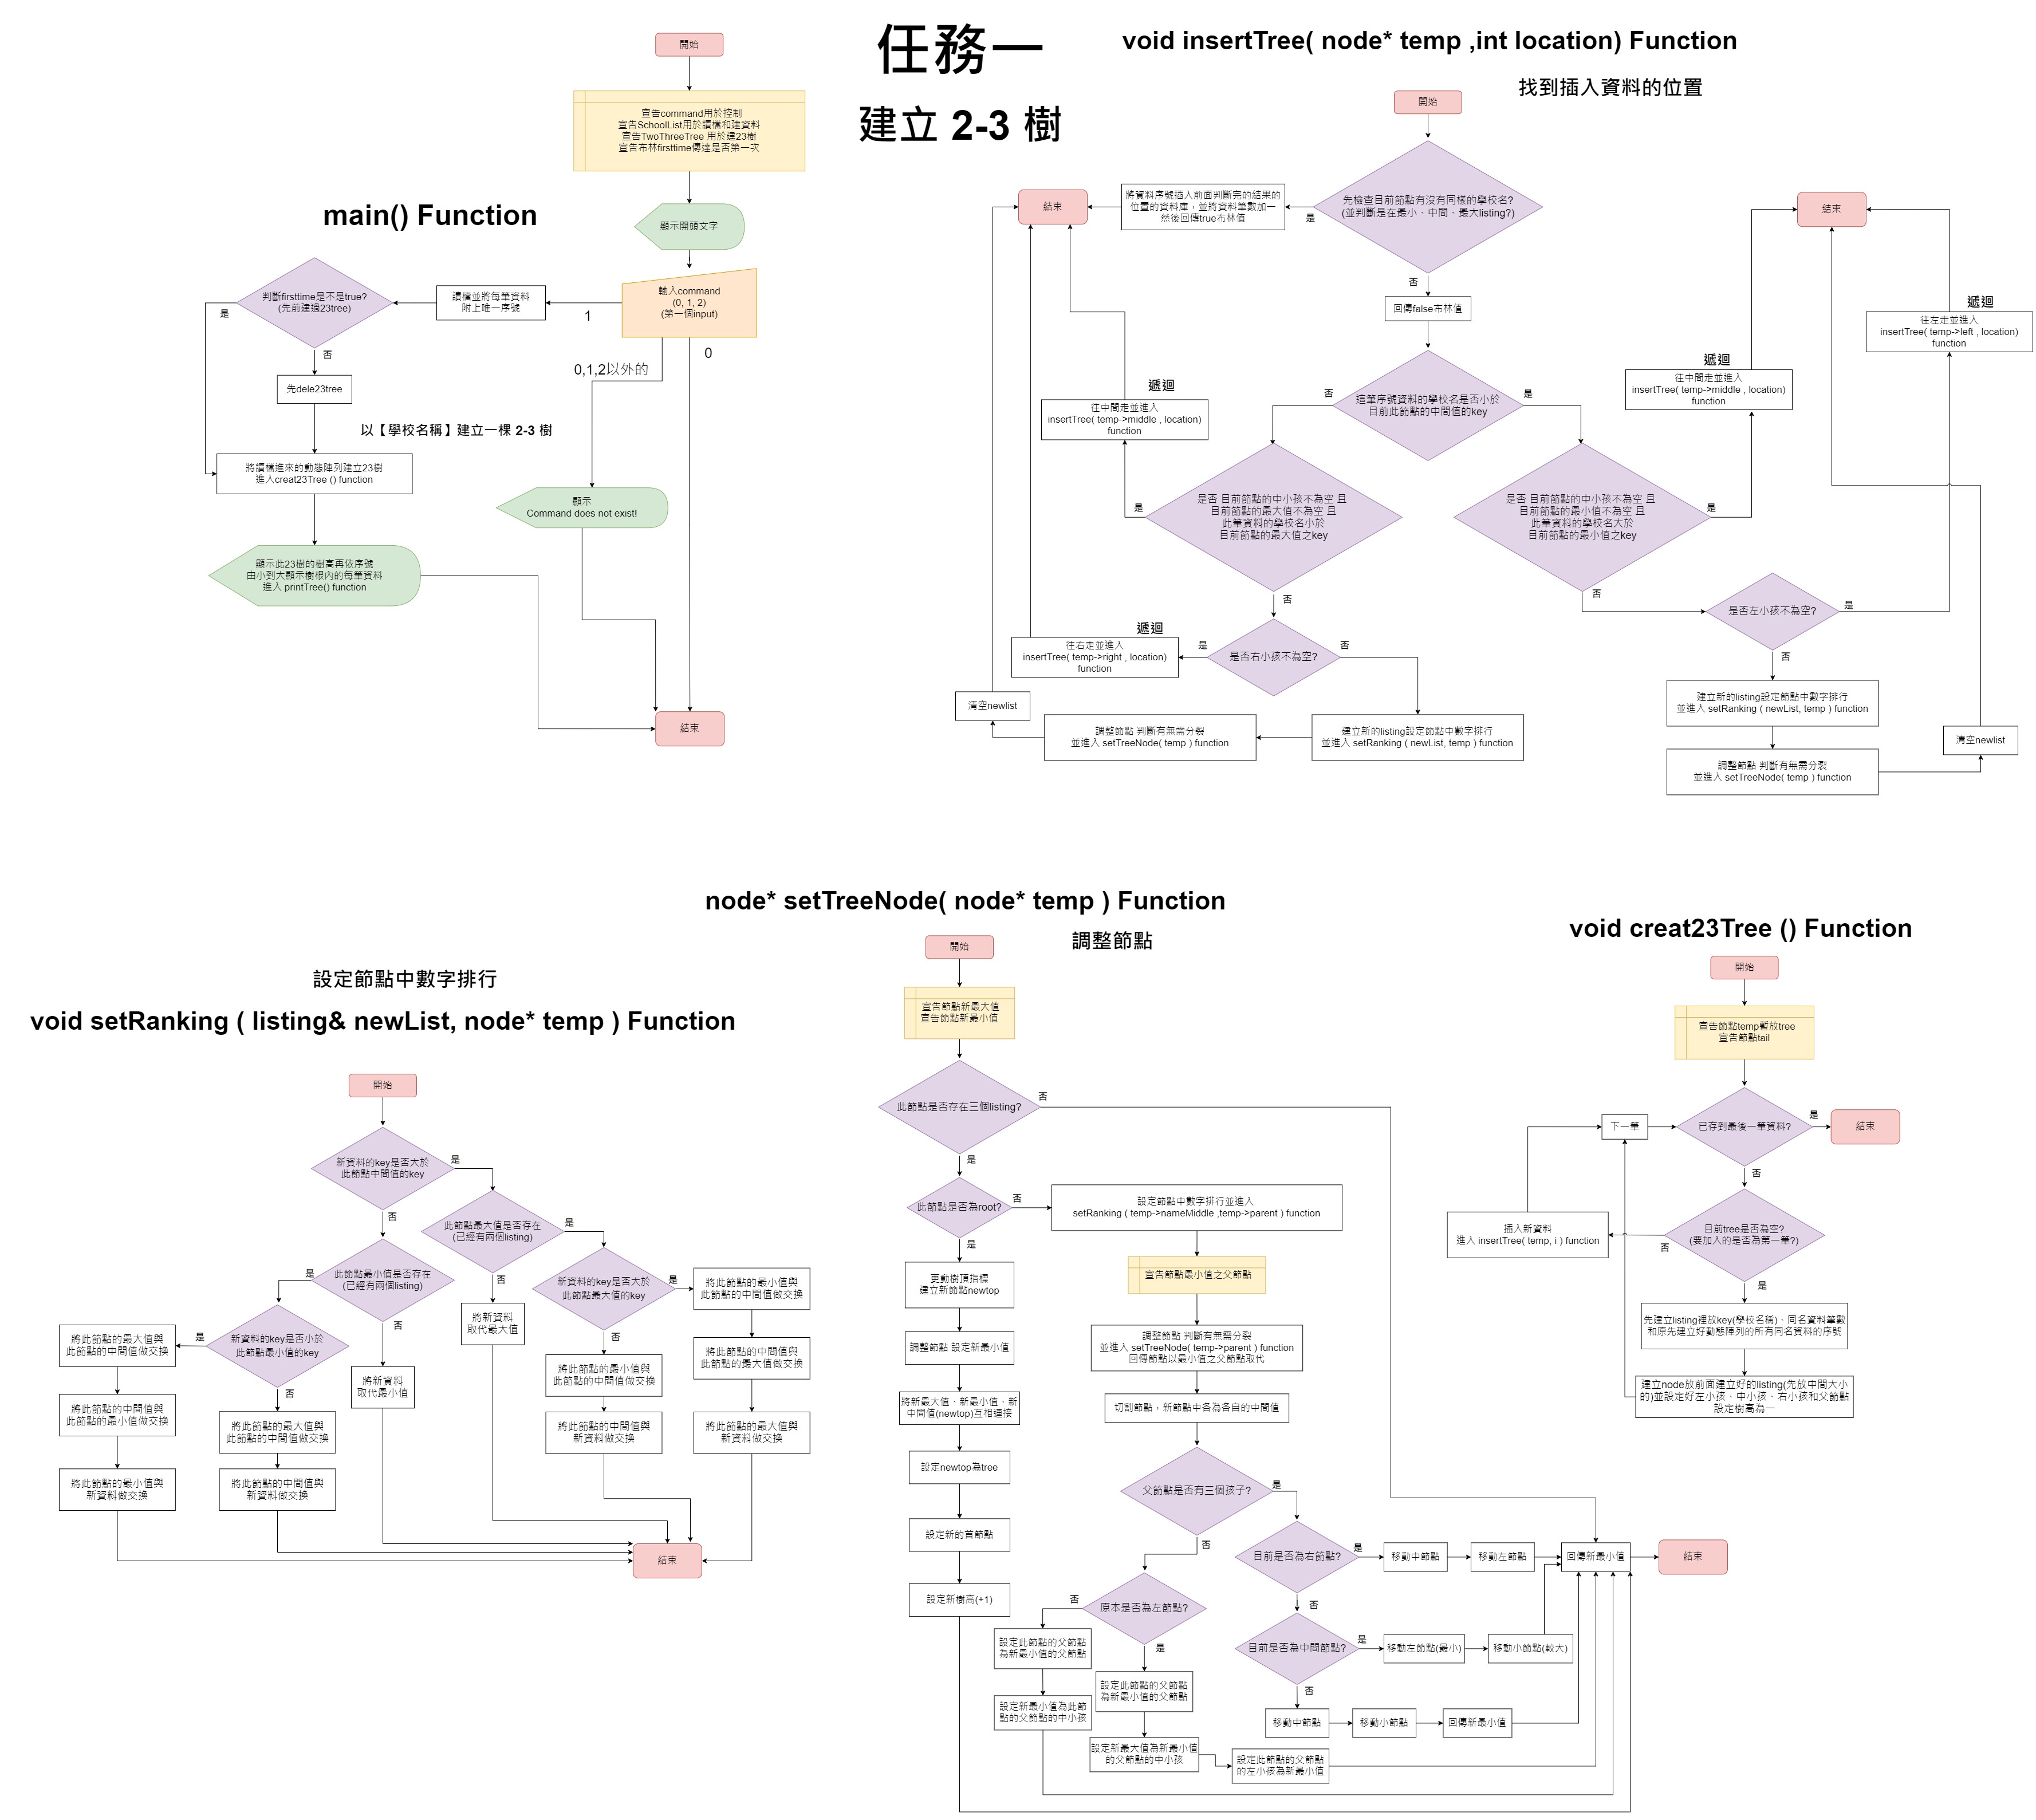 任務一
建立 2-3 樹
main() Function
開始
宣告command用於控制
宣告SchoolList用於讀檔和建資料
宣告TwoThreeTree 用於建23樹
宣告布林firsttime傳達是否第一次
顯示開頭文字
輸入command
(0, 1, 2)
(第一個input)
1
0
0,1,2以外的
讀檔並將每筆資料
附上唯一序號
判斷firsttime是不是true?
(先前建過23tree)
是
否
先dele23tree
以【學校名稱】建立一棵 2-3 樹
將讀檔進來的動態陣列建立23樹
進入creat23Tree () function
顯示
Command does not exist!
顯示此23樹的樹高再依序號
由小到大顯示樹根內的每筆資料
進入 printTree() function
結束
void insertTree( node* temp ,int location) Function
找到插入資料的位置
開始
先檢查目前節點有沒有同樣的學校名?
(並判斷是在最小、中間、最大listing?)
是
將資料序號插入前面判斷完的結果的
位置的資料庫，並將資料筆數加一
然後回傳true布林值
結束
結束
否
回傳false布林值
這筆序號資料的學校名是否小於
目前此節點的中間值的key
否
是
遞迴
往左走並進入
insertTree( temp->left , location)
function
遞迴
往中間走並進入
insertTree( temp->middle , location)
function
遞迴
往中間走並進入
insertTree( temp->middle , location)
function
是否 目前節點的中小孩不為空 且
目前節點的最大值不為空 且
此筆資料的學校名小於
目前節點的最大值之key
是
否
是否 目前節點的中小孩不為空 且
目前節點的最小值不為空 且
此筆資料的學校名大於
目前節點的最小值之key
是
否
是否左小孩不為空?
是
否
遞迴
往右走並進入
insertTree( temp->right , location)
function
是否右小孩不為空?
是
否
清空newlist
調整節點 判斷有無需分裂
並進入 setTreeNode( temp ) function
建立新的listing設定節點中數字排行
並進入 setRanking ( newList, temp ) function
建立新的listing設定節點中數字排行
並進入 setRanking ( newList, temp ) function
清空newlist
調整節點 判斷有無需分裂
並進入 setTreeNode( temp ) function
設定節點中數字排行
void setRanking ( listing& newList, node* temp ) Function
開始
新資料的key是否大於
此節點中間值的key
是
否
此節點最大值是否存在
(已經有兩個listing)
是
否
此節點最小值是否存在
(已經有兩個listing)
是
否
新資料的key是否大於
此節點最大值的key
是
否
將此節點的最小值與
此節點的中間值做交換
將新資料
取代最大值
新資料的key是否小於
此節點最小值的key
是
否
將此節點的最大值與
此節點的中間值做交換
將此節點的最小值與
此節點的中間值做交換
將此節點的中間值與
此節點的最大值做交換
將新資料
取代最小值
將此節點的中間值與
此節點的最小值做交換
將此節點的最大值與
此節點的中間值做交換
將此節點的中間值與
新資料做交換
將此節點的最大值與
新資料做交換
將此節點的最小值與
新資料做交換
將此節點的中間值與
新資料做交換
結束
node* setTreeNode( node* temp ) Function
調整節點
開始
宣告節點新最大值
宣告節點新最小值
此節點是否存在三個listing?
否
是
此節點是否為root?
否
是
設定節點中數字排行並進入
setRanking ( temp->nameMiddle ,temp->parent ) function
更動樹頂指標
建立新節點newtop
宣告節點最小值之父節點
調整節點 設定新最小值
調整節點 判斷有無需分裂
並進入 setTreeNode( temp->parent ) function
回傳節點以最小值之父節點取代
將新最大值、新最小值、新
中間值(newtop)互相連接
切割節點，新節點中各為各自的中間值
設定newtop為tree
父節點是否有三個孩子?
是
否
設定新的首節點
目前是否為右節點?
是
否
移動中節點
移動左節點
回傳新最小值
結束
設定新樹高(+1)
原本是否為左節點?
否
是
設定此節點的父節點
為新最小值的父節點
目前是否為中間節點?
是
否
移動左節點(最小)
移動小節點(較大)
設定此節點的父節點
為新最小值的父節點
設定新最小值為此節
點的父節點的中小孩
移動中節點
移動小節點
回傳新最小值
設定新最大值為新最小值
的父節點的中小孩
設定此節點的父節點
的左小孩為新最小值
void creat23Tree () Function
開始
宣告節點temp暫放tree
宣告節點tail
下一筆
已存到最後一筆資料?
是
結束
否
插入新資料
進入 insertTree( temp, i ) function
目前tree是否為空?
(要加入的是否為第一筆?)
否
是
先建立listing裡放key(學校名稱)、同名資料筆數
和原先建立好動態陣列的所有同名資料的序號
建立node放前面建立好的listing(先放中間大小
的)並設定好左小孩、中小孩、右小孩和父節點
設定樹高為一